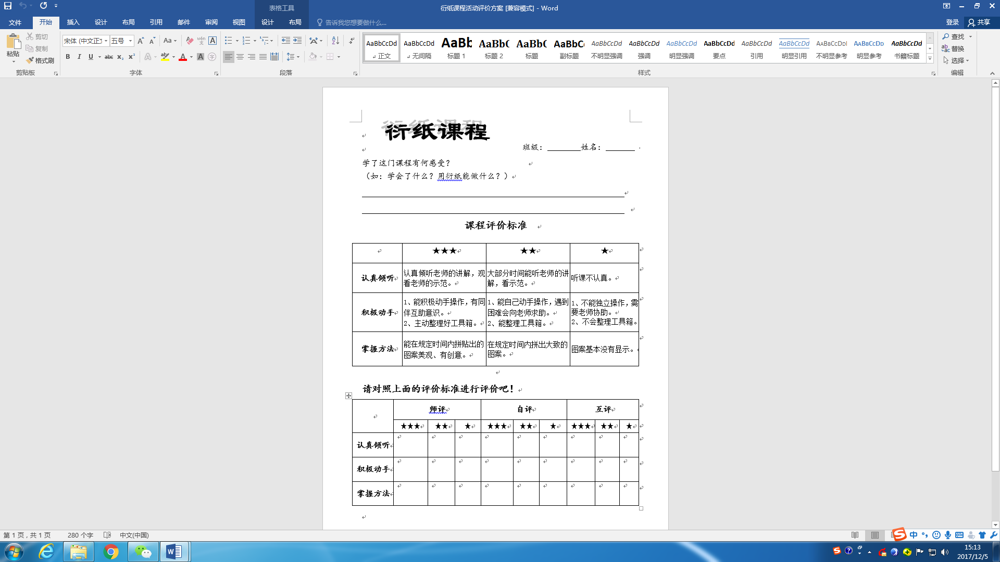 表格工具
衍纸课程活动评价方案 [兼容模式] - Word
文件 开始 插入 设计 布局 引用 邮件 审阅 视图 设计 布局 告诉我您想要做什么... 登录 共享
粘贴 剪切 复制 格式刷
剪贴板
宋体 (中文正文 五号
字体
段落
AaBbCcDd AaBbCcDd AaBb AaBbC AaBbC AaBbC AaBbCcDd AaBbCcDd AaBbCcDd AaBbCcDd AaBbCcDd AaBbCcDd AaBbCcDd AaBbCcDd AaBbCcDd
正文 无间隔 标题 1 标题 2 标题 副标题 不明显强调 强调 明显强调 要点 引用 明显引用 不明显参考 明显参考 书籍标题
样式
查找
替换
选择
编辑
衍纸课程
班级：________姓名：_______
学了这门课程有何感受？
（如：学会了什么？用衍纸能做什么？）
课程评价标准
★★★ ★★ ★
认真倾听 认真倾听老师的讲解，观看老师的示范。 大部分时间能听老师的讲解，看示范。 听课不认真。
积极动手 1、能积极动手操作，有同伴互助意识。 2、主动整理好工具箱。 1、能自己动手操作，遇到困难会向老师求助。 2、能整理工具箱。 1、不能独立操作，需要老师协助。 2、不会整理工具箱。
掌握方法 能在规定时间内拼贴出的图案美观、有创意。 在规定时间内拼出大致的图案。 图案基本没有显示。
请对照上面的评价标准进行评价吧！
师评 自评 互评
★★★ ★★ ★ ★★★ ★★ ★ ★★★ ★★ ★
认真倾听
积极动手
掌握方法
第 1 页，共 1 页 280 个字 中文(中国)
中
15:13
2017/12/5